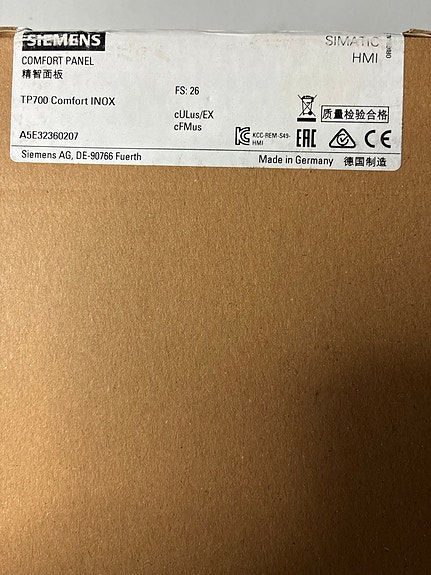 SIEMENS
SIMATIC
HMI
COMFORT PANEL
精智面板
FS: 26
TP700 Comfort INOX
cULus/EX
cFMus
质量检验合格
A5E32360207
KCC-REM-S49-
HMI
EAC
CE
Siemens AG, DE-90766 Fuerth
Made in Germany 德国制造